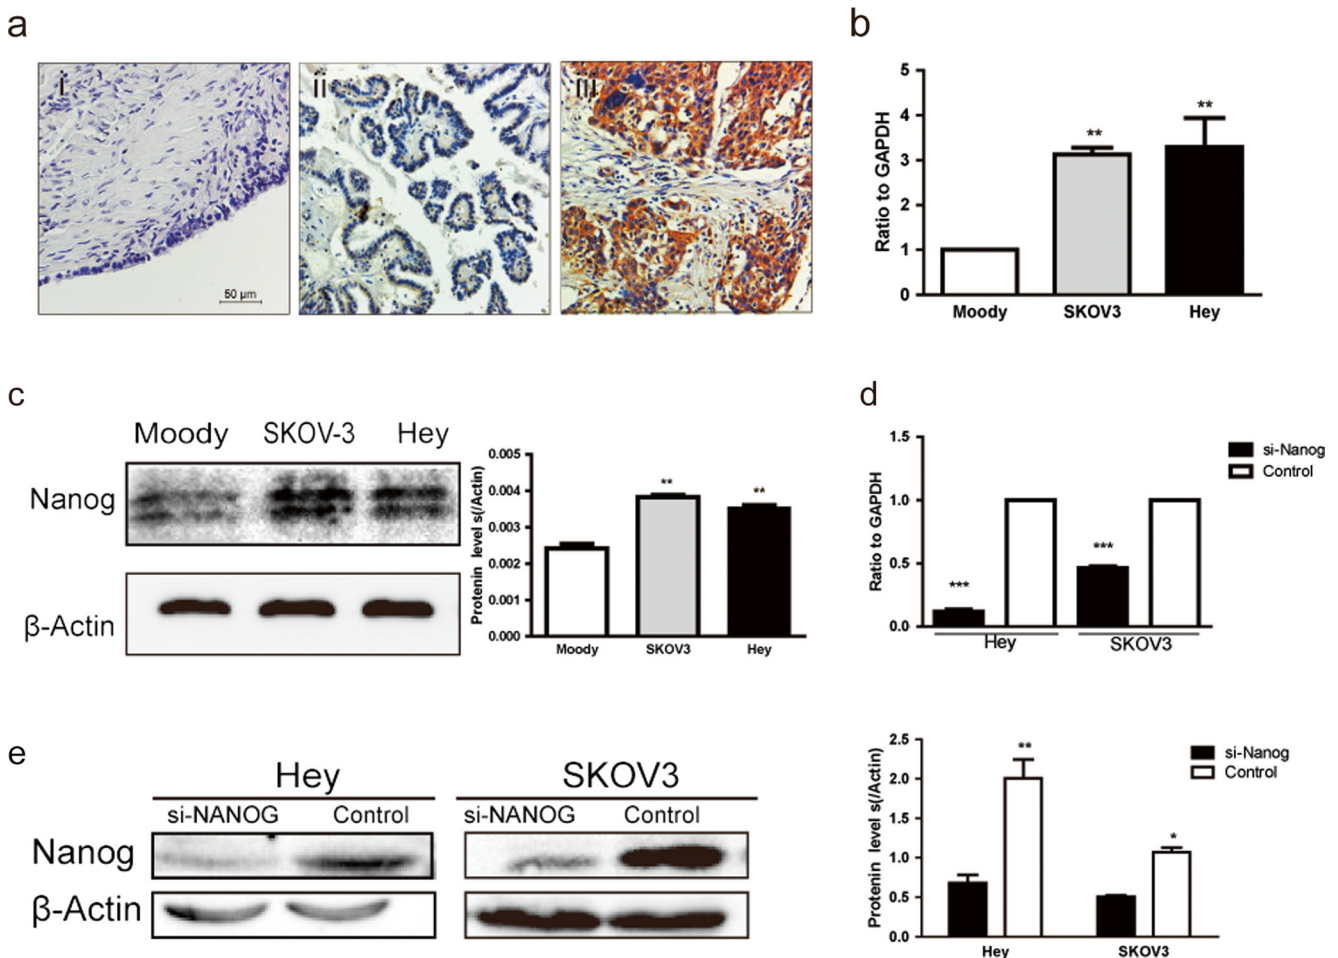 a
i
ii
iii
50 µm
b
5
4
3
2
1
0
Ratio to GAPDH
**
**
Moody SKOV3 Hey
c
Moody SKOV-3 Hey
Nanog
β-Actin
0.005
0.004
0.003
0.002
0.001
0.000
Protenin level s(/Actin)
**
**
Moody SKOV3 Hey
d
1.5
1.0
0.5
0.0
Ratio to GAPDH
***
***
si-Nanog
Control
Hey SKOV3
e
Hey SKOV3
si-NANOG Control si-NANOG Control
Nanog
β-Actin
2.5
2.0
1.5
1.0
0.5
0.0
Protenin level s(/Actin)
**
*
si-Nanog
Control
Hey SKOV3